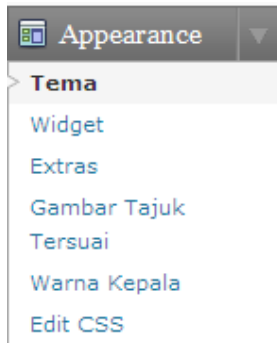 Appearance
Tema
Widget
Extras
Gambar Tajuk
Tersuai
Warna Kepala
Edit CSS